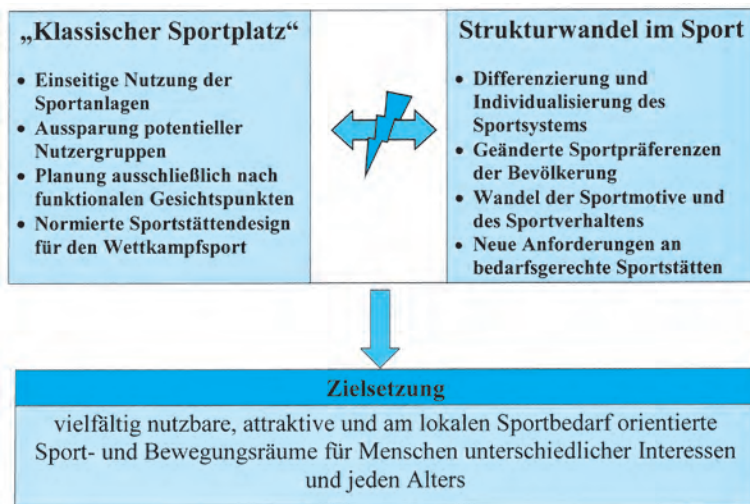 „Klassischer Sportplatz“
• Einseitige Nutzung der
Sportanlagen
• Aussparung potentieller
Nutzergruppen
• Planung ausschließlich nach
funktionalen Gesichtspunkten
• Normierte Sportstättendesign
für den Wettkampfsport
Strukturwandel im Sport
• Differenzierung und
Individualisierung des
Sportsystems
• Geänderte Sportpräferenzen
der Bevölkerung
• Wandel der Sportmotive und
des Sportverhaltens
• Neue Anforderungen an
bedarfsgerechte Sportstätten
Zielsetzung
vielfältig nutzbare, attraktive und am lokalen Sportbedarf orientierte
Sport- und Bewegungsräume für Menschen unterschiedlicher Interessen
und jeden Alters